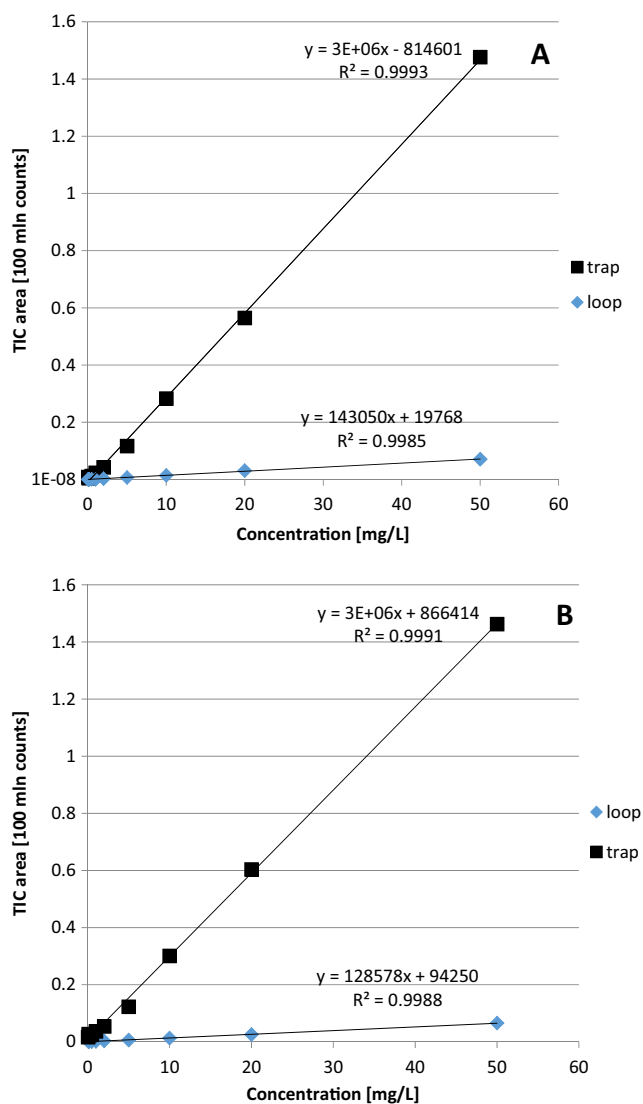 1.6
y = 3E+06x - 814601
R² = 0.9993
A
1.4
1.2
1
0.8
0.6
0.4
0.2
1E-08
y = 143050x + 19768
R² = 0.9985
0 10 20 30 40 50 60
Concentration [mg/L]
TIC area [100 mln counts]
trap
loop
1.6
y = 3E+06x + 866414
R² = 0.9991
B
1.4
1.2
1
0.8
0.6
0.4
0.2
0
y = 128578x + 94250
R² = 0.9988
0 10 20 30 40 50 60
Concentration [mg/L]
TIC area [100 mln counts]
loop
trap